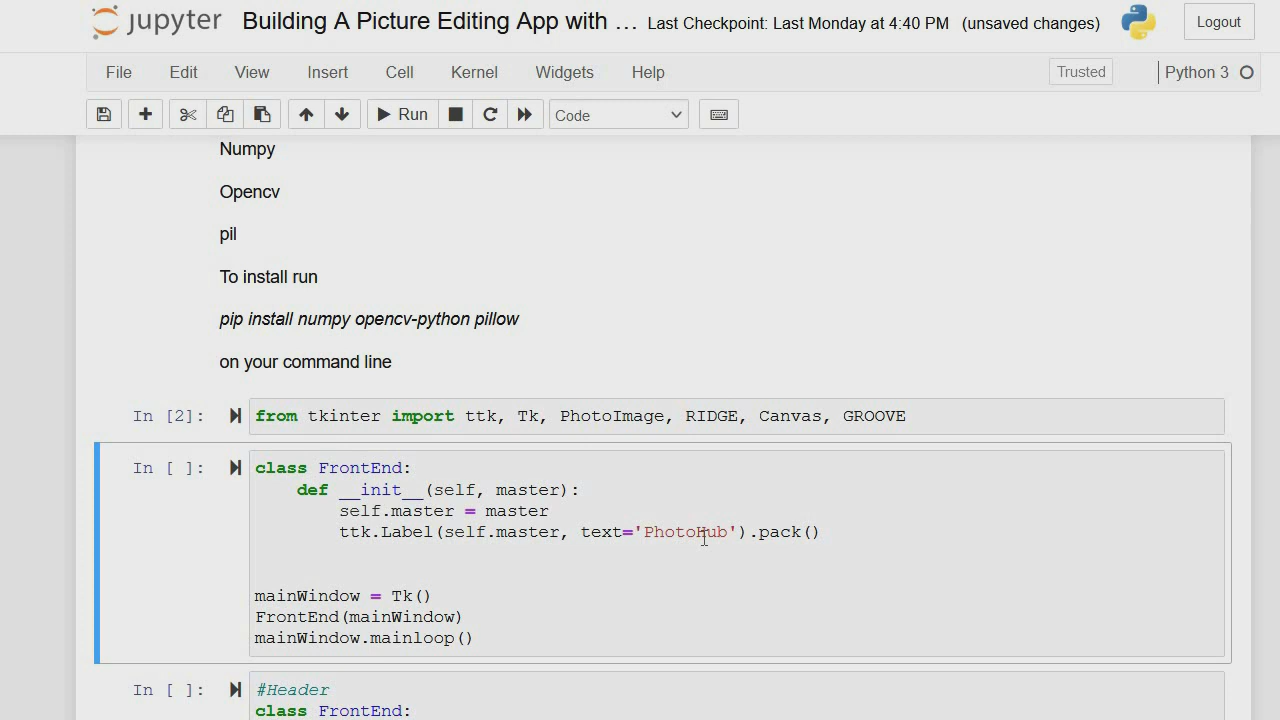 jupyter Building A Picture Editing App with ... Last Checkpoint: Last Monday at 4:40 PM (unsaved changes) Logout
File Edit View Insert Cell Kernel Widgets Help Trusted Python 3
Run Code
Numpy
Opencv
pil
To install run
pip install numpy opencv-python pillow
on your command line
In [2]: from tkinter import ttk, Tk, PhotoImage, RIDGE, Canvas, GROOVE
In [ ]: class FrontEnd:
def __init__(self, master):
self.master = master
ttk.Label(self.master, text='PhotoHub').pack()
mainWindow = Tk()
FrontEnd(mainWindow)
mainWindow.mainloop()
In [ ]: #Header
class FrontEnd: